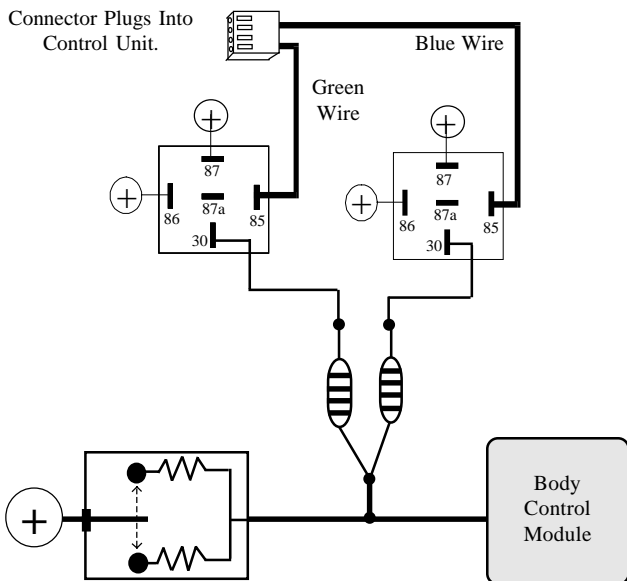 Connector Plugs Into
Control Unit.
Blue Wire
Green
Wire
+
+
87
87
+
+
86
87a
85
86
87a
85
30
30
+
Body
Control
Module